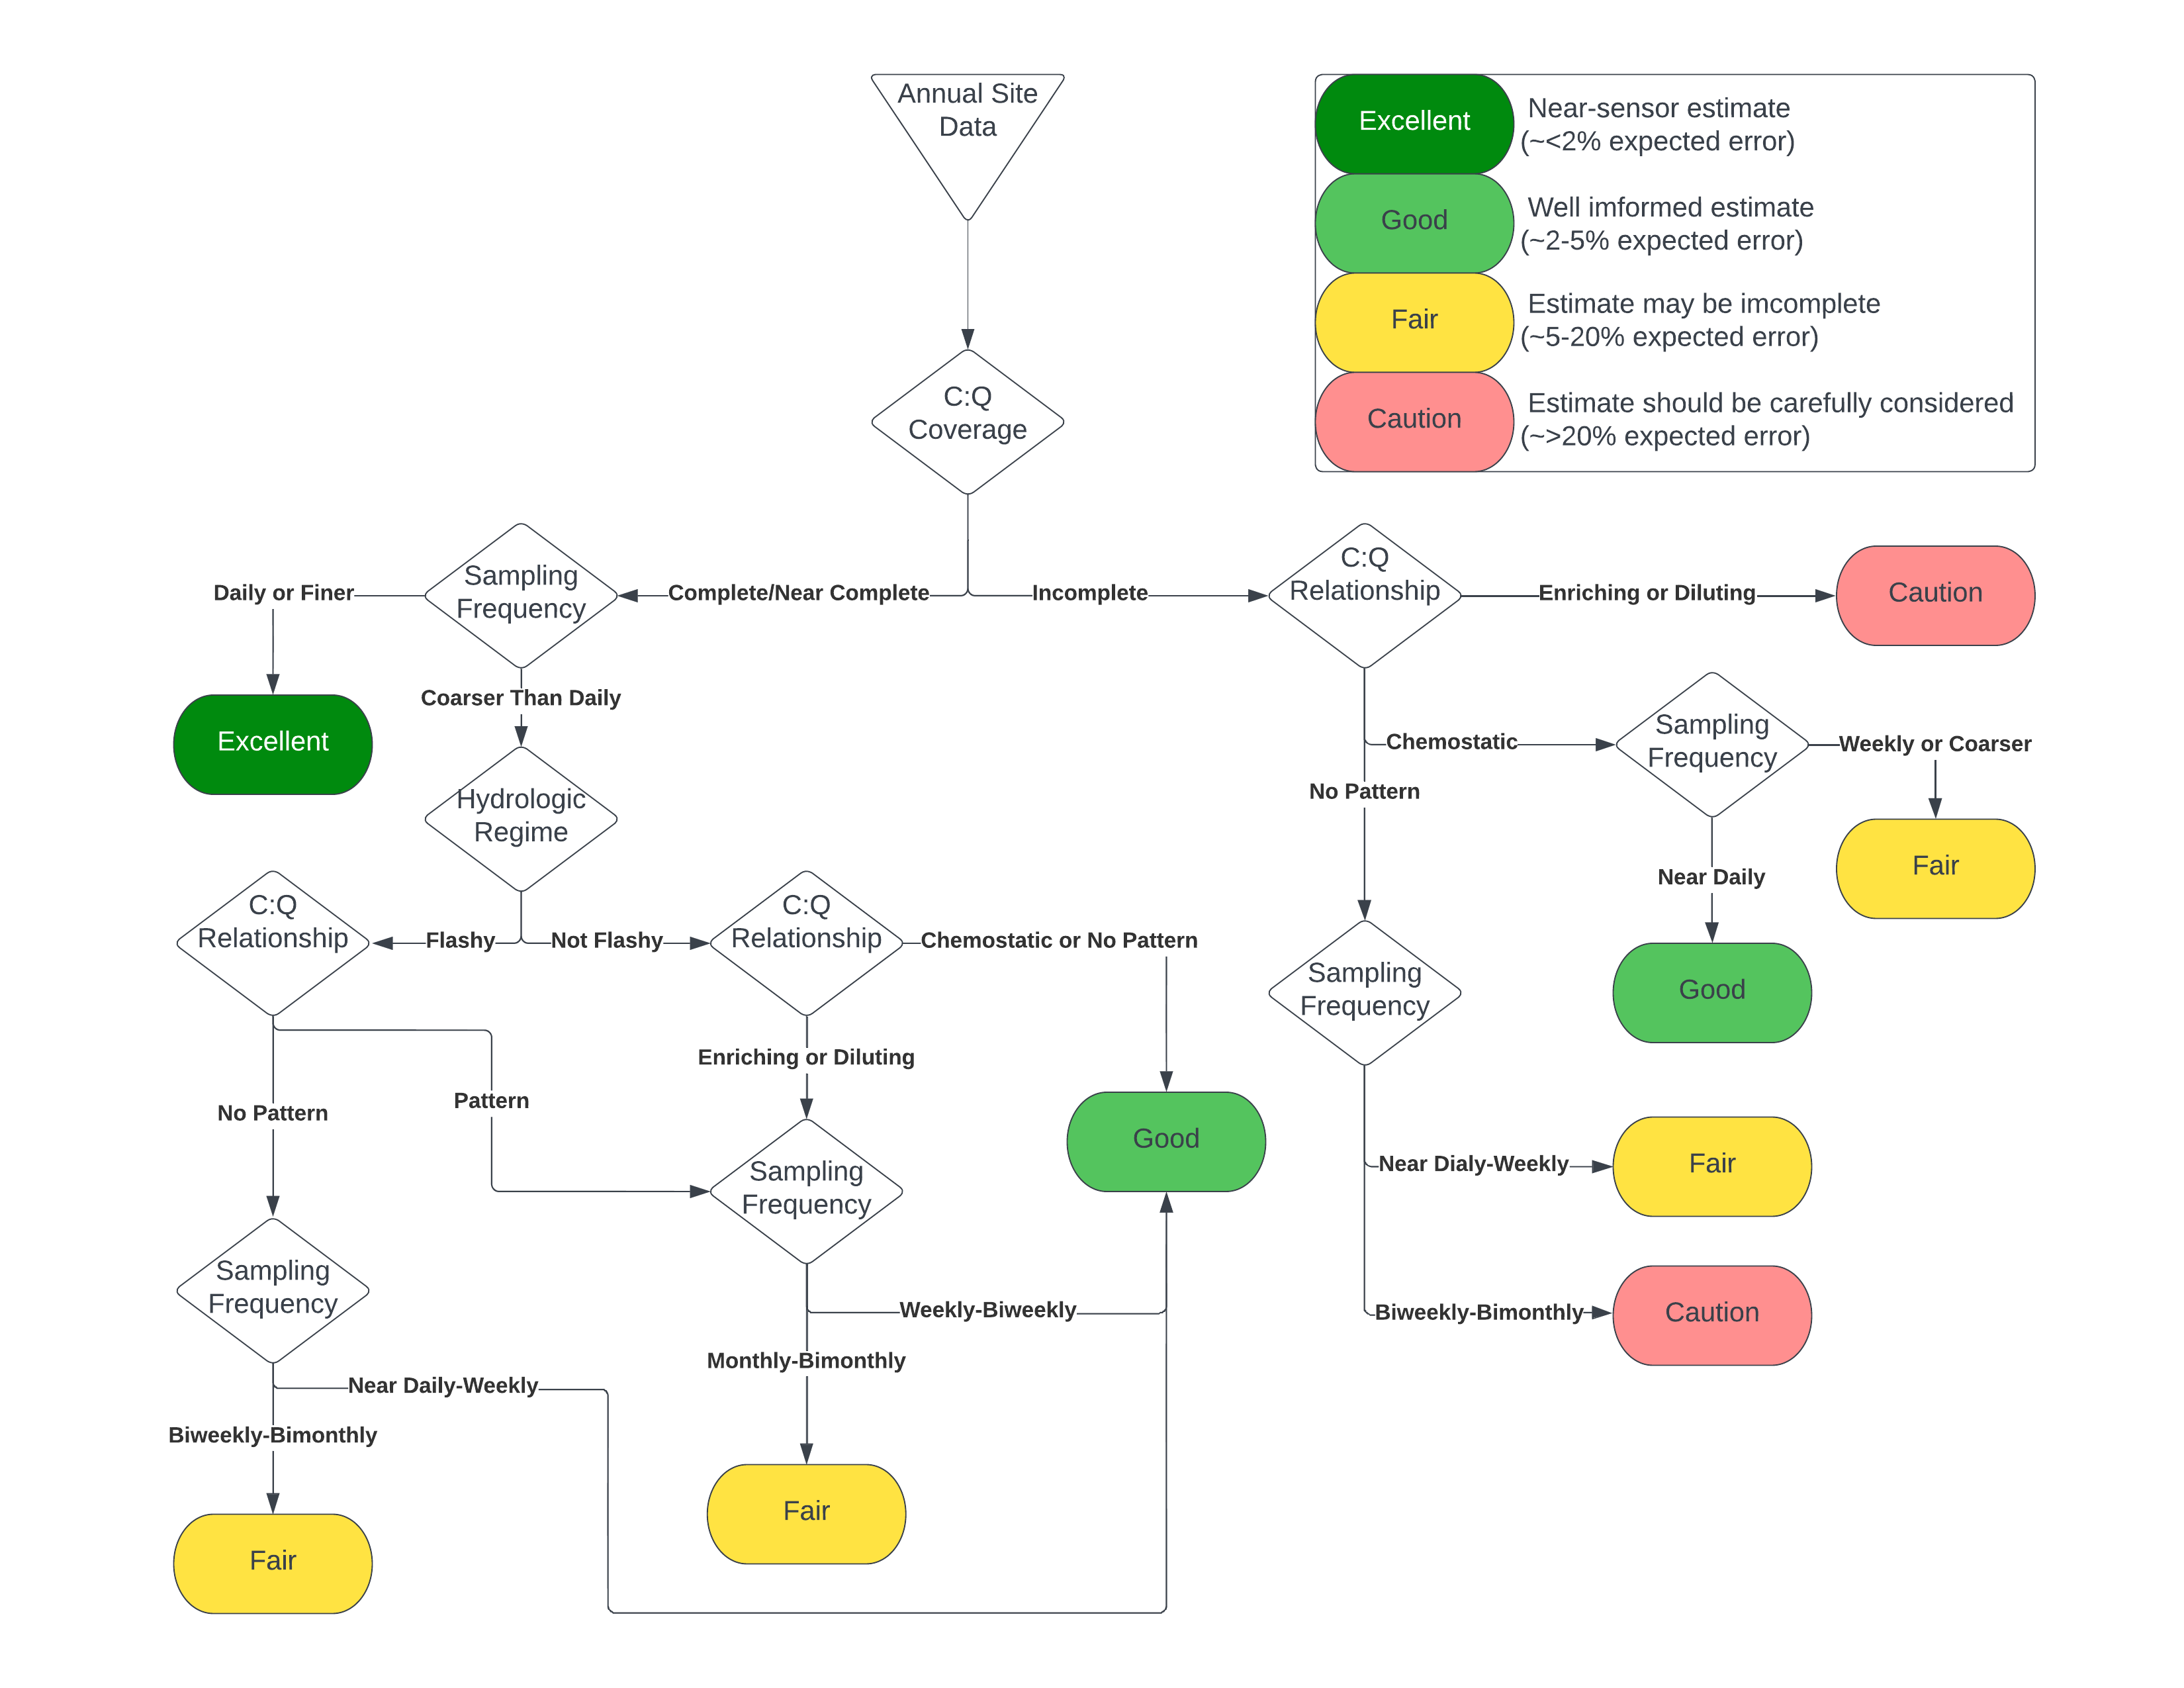 Annual Site
Data
Excellent
Near-sensor estimate
(~<2% expected error)
Good
Well imformed estimate
(~2-5% expected error)
Fair
Estimate may be imcomplete
(~5-20% expected error)
Caution
Estimate should be carefully considered
(~>20% expected error)
C:Q
Coverage
Daily or Finer
Sampling
Frequency
Complete/Near Complete
Incomplete
C:Q
Relationship
Enriching or Diluting
Caution
Coarser Than Daily
Excellent
Chemostatic
Sampling
Frequency
Weekly or Coarser
Hydrologic
Regime
No Pattern
Near Daily
Fair
C:Q
Relationship
Flashy
Not Flashy
C:Q
Relationship
Chemostatic or No Pattern
Sampling
Frequency
Good
Enriching or Diluting
No Pattern
Pattern
Good
Sampling
Frequency
Near Dialy-Weekly
Fair
Sampling
Frequency
Weekly-Biweekly
Biweekly-Bimonthly
Caution
Monthly-Bimonthly
Near Daily-Weekly
Biweekly-Bimonthly
Fair
Fair